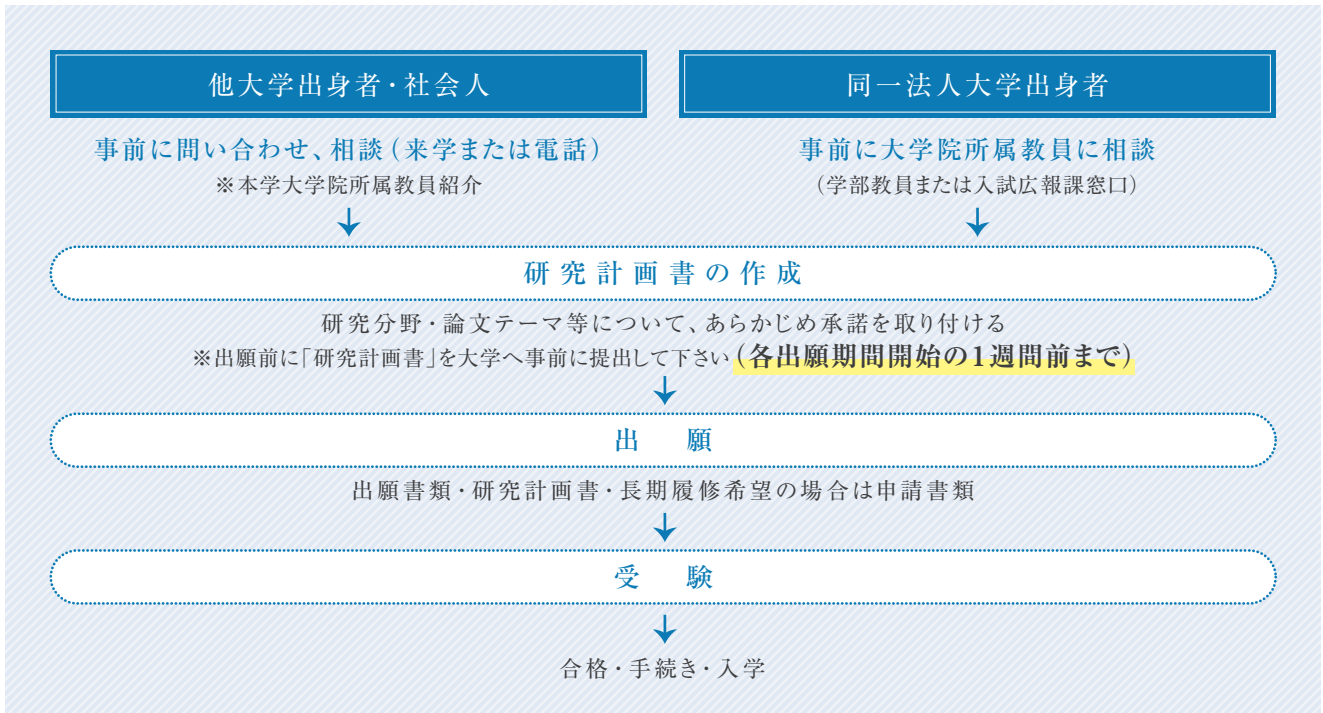 他大学出身者・社会人
事前に問い合わせ、相談（来学または電話）
※本学大学院所属教員紹介
同一法人大学出身者
事前に大学院所属教員に相談
（学部教員または入試広報課窓口）
研究計画書の作成
研究分野・論文テーマ等について、あらかじめ承諾を取り付ける
※出願前に「研究計画書」を大学へ事前に提出して下さい（各出願期間開始の1週間前まで）
出　願
出願書類・研究計画書・長期履修希望の場合は申請書類
受　験
合格・手続き・入学